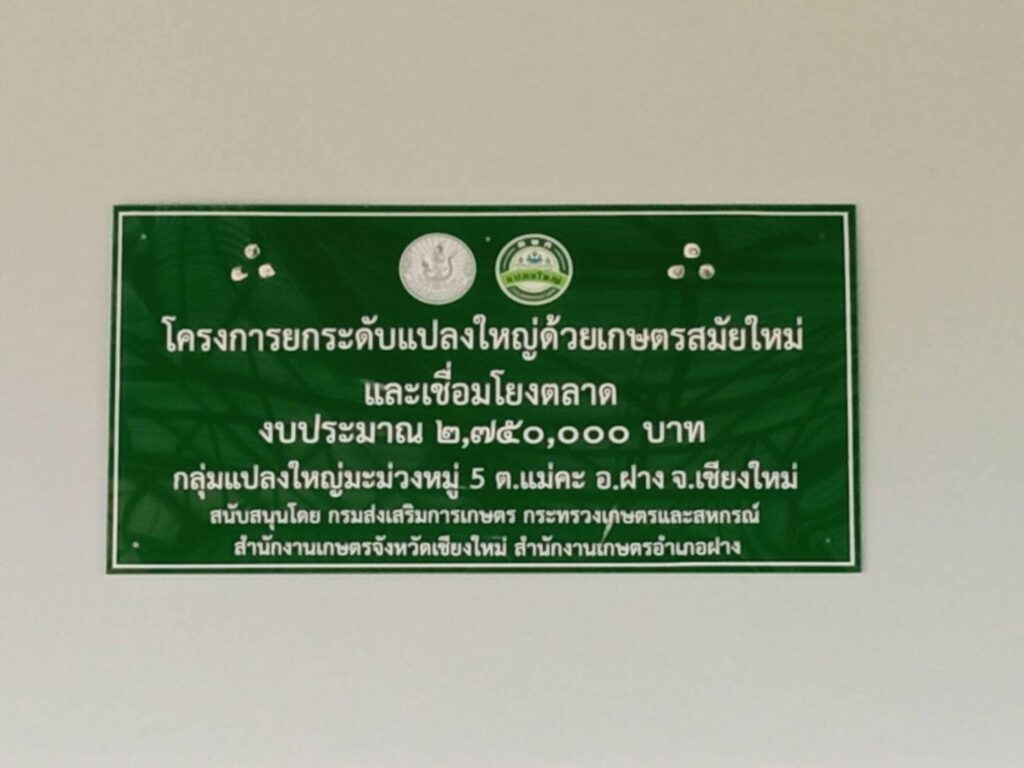 แปลงใหญ่
โครงการยกระดับแปลงใหญ่ด้วยเกษตรสมัยใหม่
และเชื่อมโยงตลาด
งบประมาณ ๒,๗๕๐,๐๐๐ บาท
กลุ่มแปลงใหญ่มะม่วงหมู่ 5 ต.แม่คะ อ.ฝาง จ.เชียงใหม่
สนับสนุนโดย กรมส่งเสริมการเกษตร กระทรวงเกษตรและสหกรณ์
สำนักงานเกษตรจังหวัดเชียงใหม่ สำนักงานเกษตรอำเภอฝาง